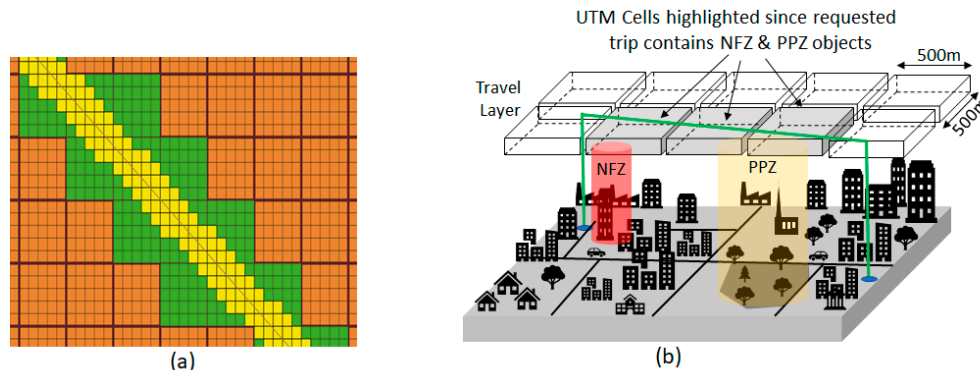 UTM Cells highlighted since requested
trip contains NFZ & PPZ objects
500m
Travel
Layer
500m
NFZ
PPZ
(a)
(b)